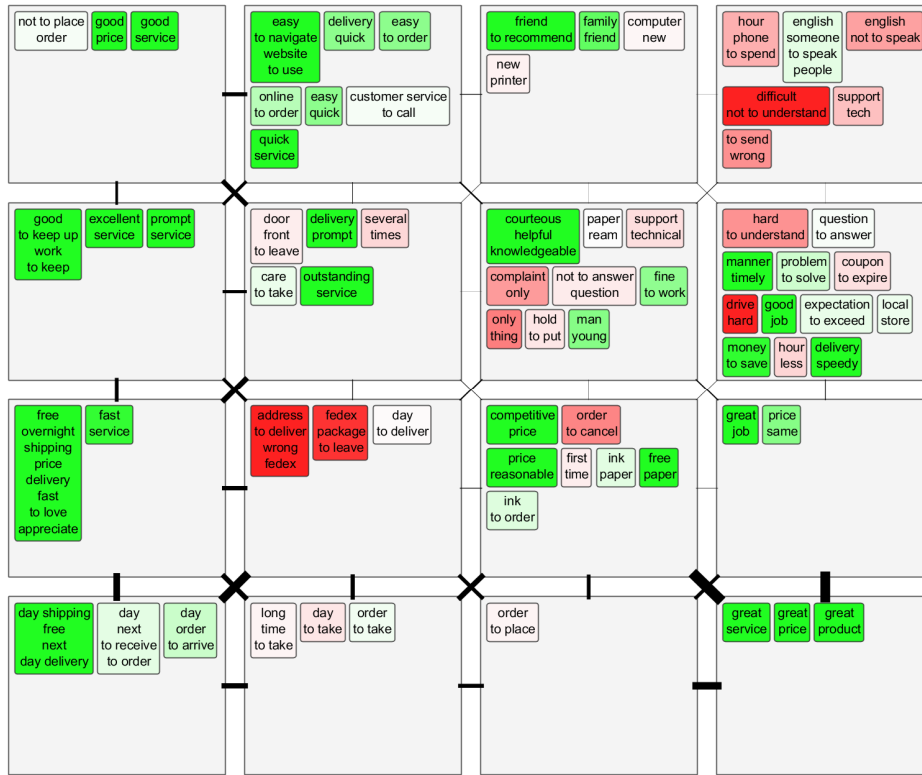 not to place
order
good
price
good
service
easy
to navigate
website
to use
delivery
quick
easy
to order
online
to order
easy
quick
customer service
to call
quick
service
friend
to recommend
family
friend
computer
new
new
printer
hour
phone
to spend
english
someone
to speak
people
english
not to speak
difficult
not to understand
support
tech
to send
wrong
good
to keep up
work
to keep
excellent
service
prompt
service
door
front
to leave
delivery
prompt
several
times
care
to take
outstanding
service
courteous
helpful
knowledgeable
paper
ream
support
technical
complaint
only
not to answer
question
fine
to work
only
thing
hold
to put
man
young
hard
to understand
question
to answer
manner
timely
problem
to solve
coupon
to expire
drive
hard
good
job
expectation
to exceed
local
store
money
to save
hour
less
delivery
speedy
free
overnight
shipping
price
delivery
fast
to love
appreciate
fast
service
address
to deliver
wrong
fedex
fedex
package
to leave
day
to deliver
competitive
price
order
to cancel
price
reasonable
first
time
ink
paper
free
paper
ink
to order
great
job
price
same
day shipping
free
next
day delivery
day
next
to receive
to order
day
order
to arrive
long
time
to take
day
to take
order
to take
order
to place
great
service
great
price
great
product